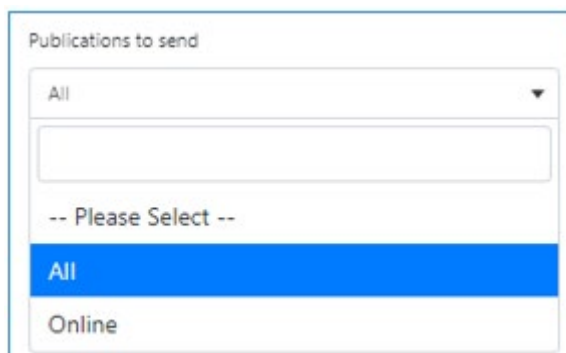 Publications to send
All
-- Please Select --
All
Online